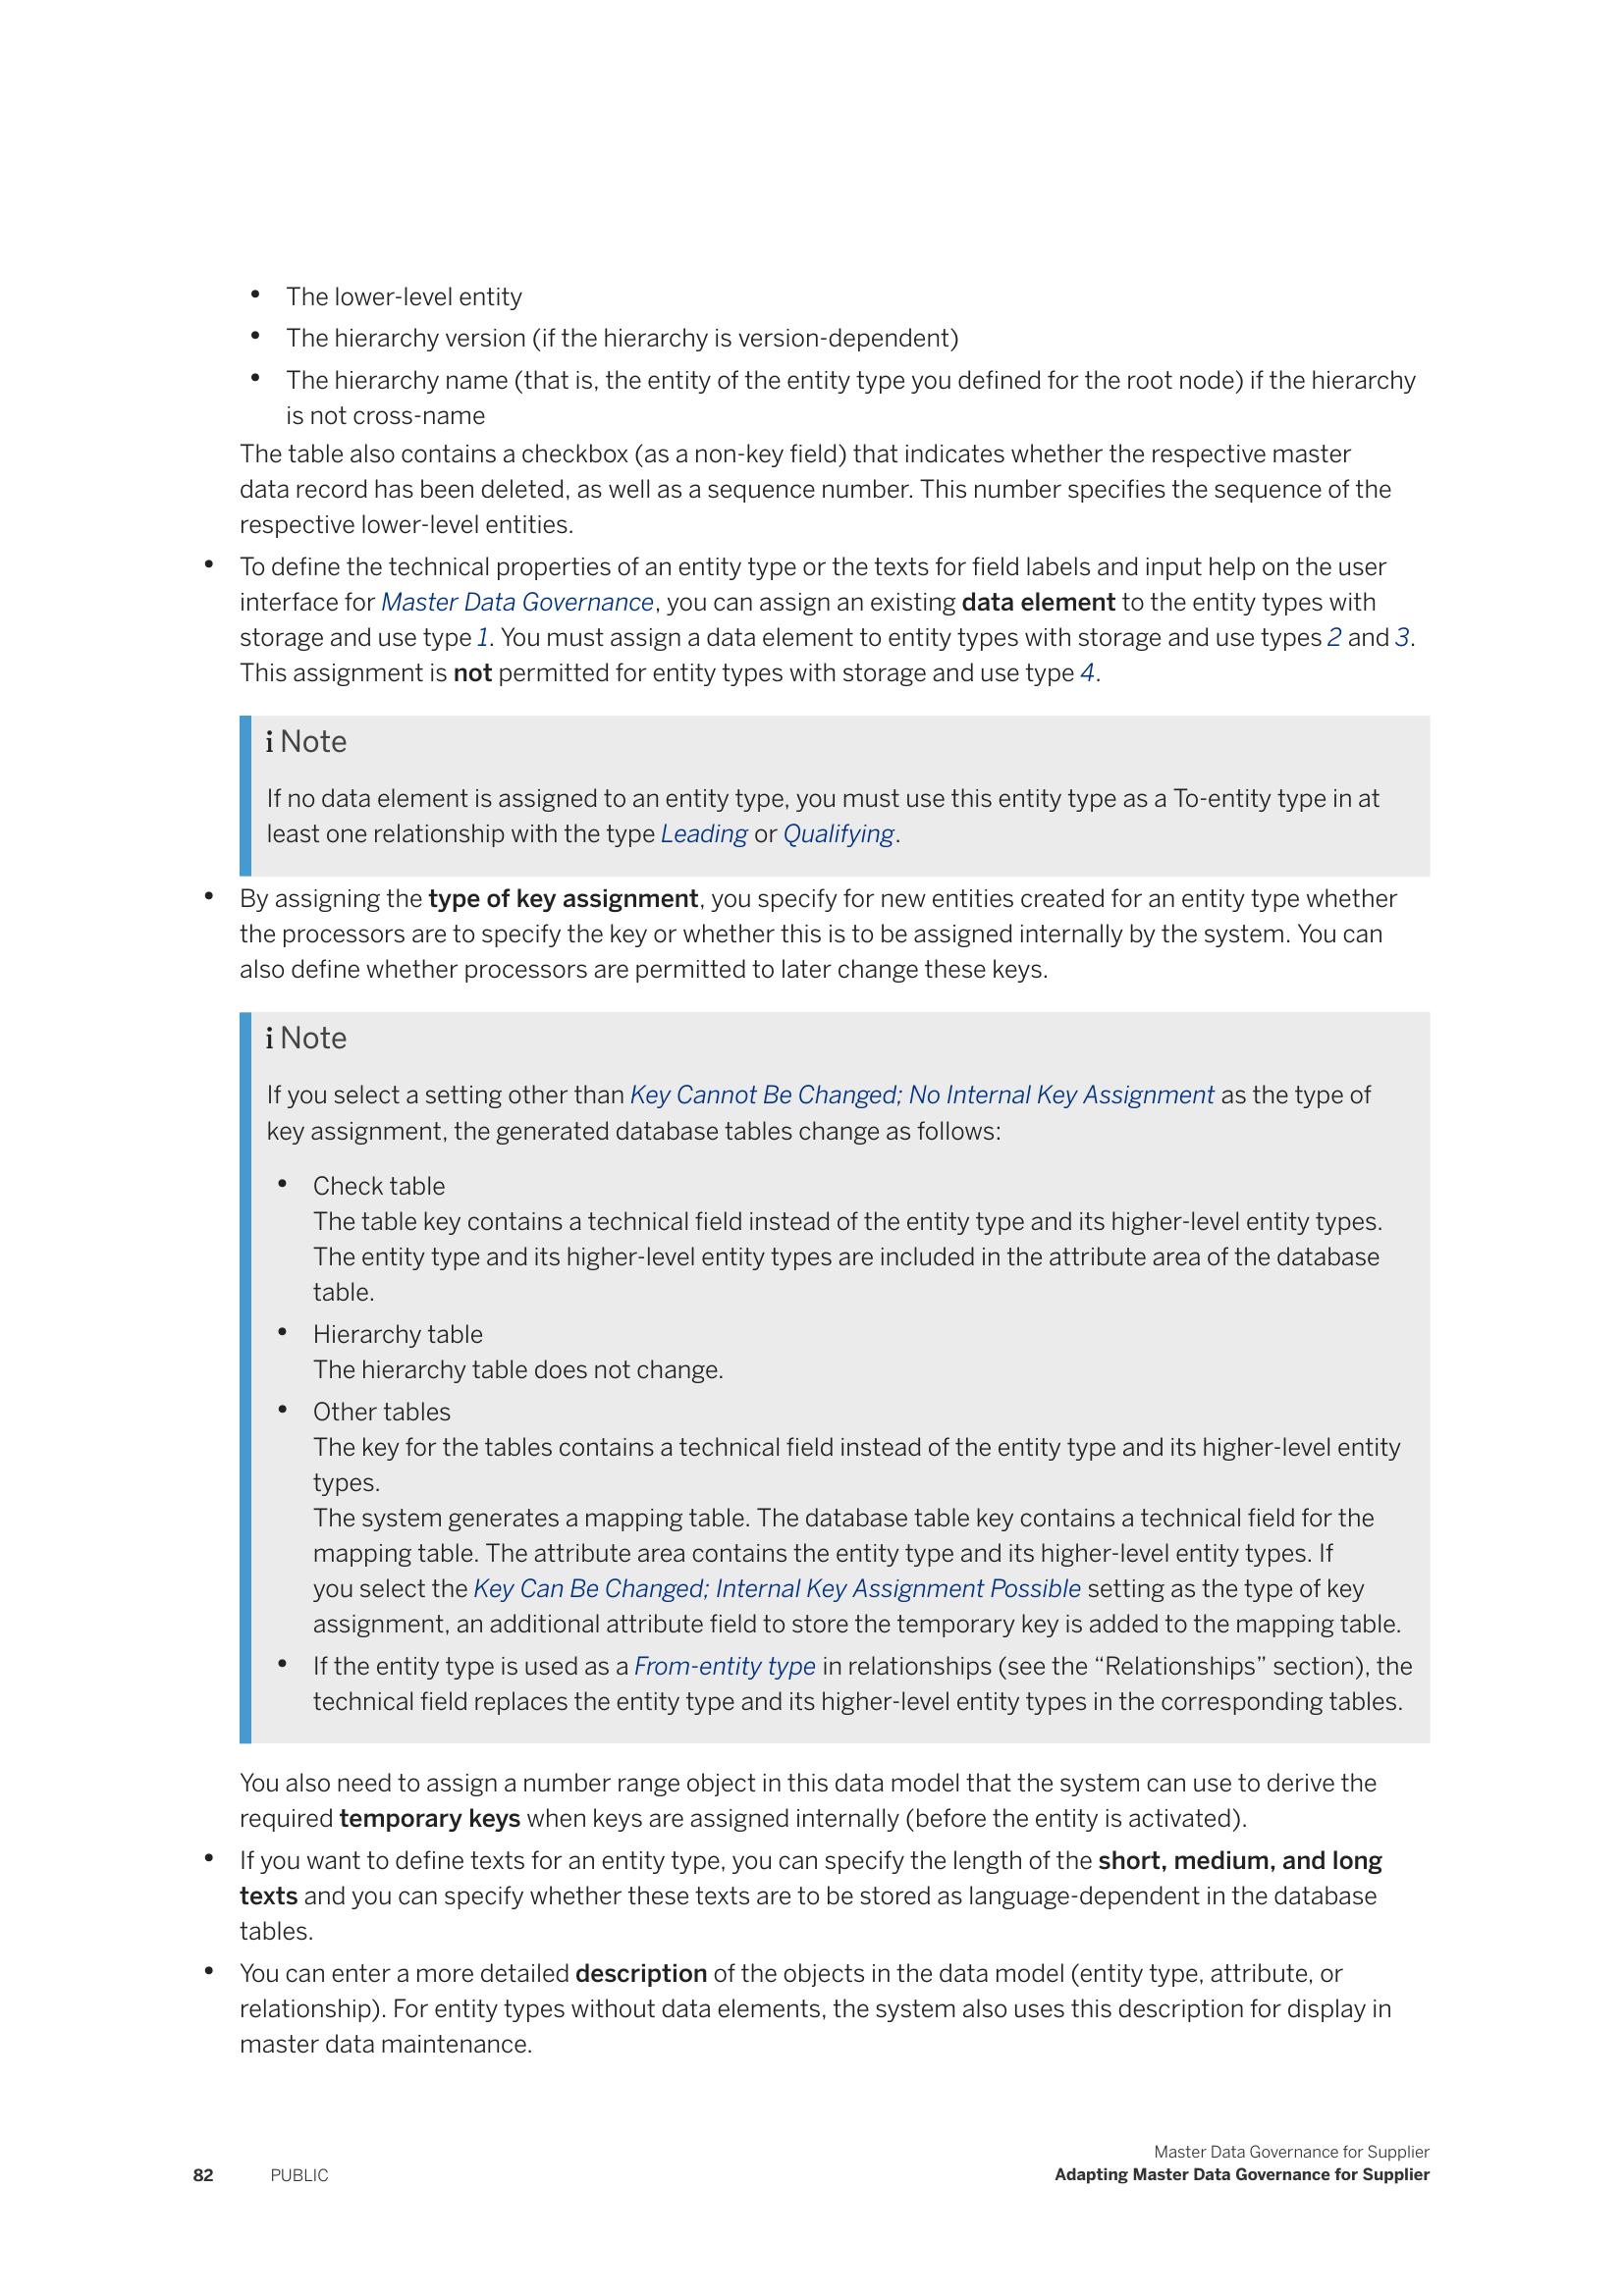 • The lower-level entity
• The hierarchy version (if the hierarchy is version-dependent)
• The hierarchy name (that is, the entity of the entity type you defined for the root node) if the hierarchy
is not cross-name
The table also contains a checkbox (as a non-key field) that indicates whether the respective master
data record has been deleted, as well as a sequence number. This number specifies the sequence of the
respective lower-level entities.
• To define the technical properties of an entity type or the texts for field labels and input help on the user
interface for Master Data Governance, you can assign an existing data element to the entity types with
storage and use type 1. You must assign a data element to entity types with storage and use types 2 and 3.
This assignment is not permitted for entity types with storage and use type 4.
i Note
If no data element is assigned to an entity type, you must use this entity type as a To-entity type in at
least one relationship with the type Leading or Qualifying.
• By assigning the type of key assignment, you specify for new entities created for an entity type whether
the processors are to specify the key or whether this is to be assigned internally by the system. You can
also define whether processors are permitted to later change these keys.
i Note
If you select a setting other than Key Cannot Be Changed; No Internal Key Assignment as the type of
key assignment, the generated database tables change as follows:
• Check table
The table key contains a technical field instead of the entity type and its higher-level entity types.
The entity type and its higher-level entity types are included in the attribute area of the database
table.
• Hierarchy table
The hierarchy table does not change.
• Other tables
The key for the tables contains a technical field instead of the entity type and its higher-level entity
types.
The system generates a mapping table. The database table key contains a technical field for the
mapping table. The attribute area contains the entity type and its higher-level entity types. If
you select the Key Can Be Changed; Internal Key Assignment Possible setting as the type of key
assignment, an additional attribute field to store the temporary key is added to the mapping table.
• If the entity type is used as a From-entity type in relationships (see the “Relationships” section), the
technical field replaces the entity type and its higher-level entity types in the corresponding tables.
You also need to assign a number range object in this data model that the system can use to derive the
required temporary keys when keys are assigned internally (before the entity is activated).
• If you want to define texts for an entity type, you can specify the length of the short, medium, and long
texts and you can specify whether these texts are to be stored as language-dependent in the database
tables.
• You can enter a more detailed description of the objects in the data model (entity type, attribute, or
relationship). For entity types without data elements, the system also uses this description for display in
master data maintenance.
Master Data Governance for Supplier
82 PUBLIC Adapting Master Data Governance for Supplier